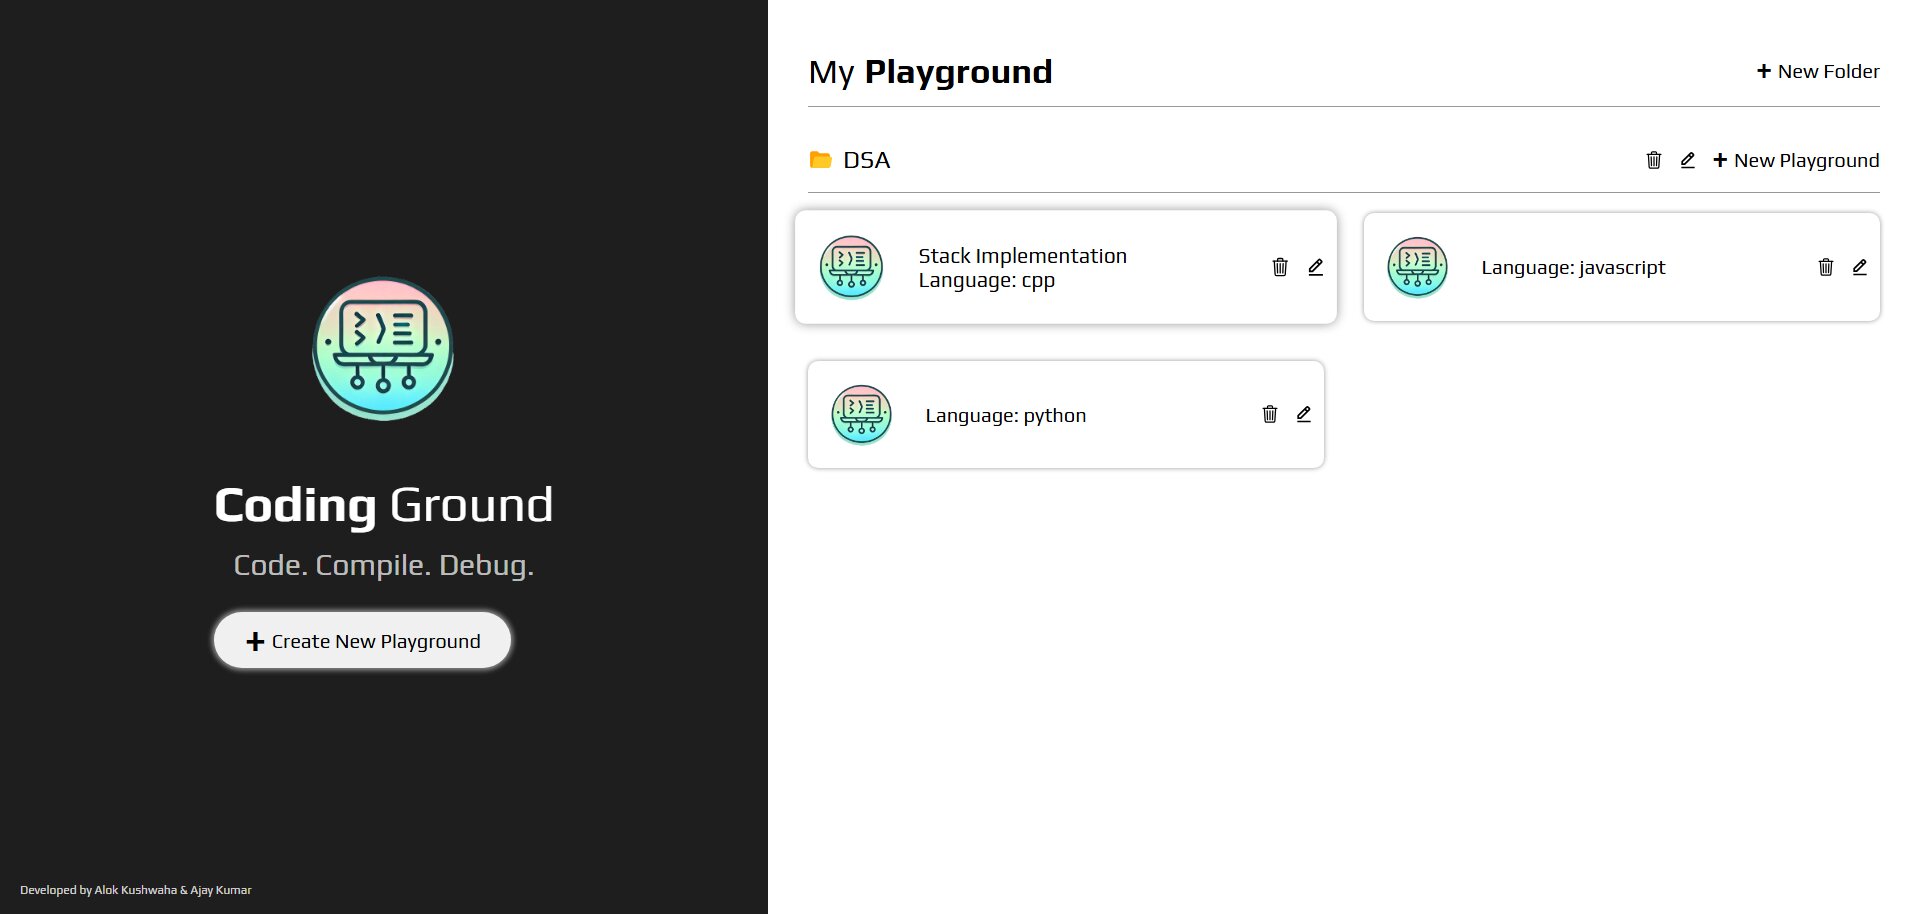 Coding Ground
Code. Compile. Debug.
+ Create New Playground
Developed by Alok Kushwaha & Ajay Kumar
My Playground
+ New Folder
DSA
+ New Playground
Stack Implementation
Language: cpp
Language: javascript
Language: python